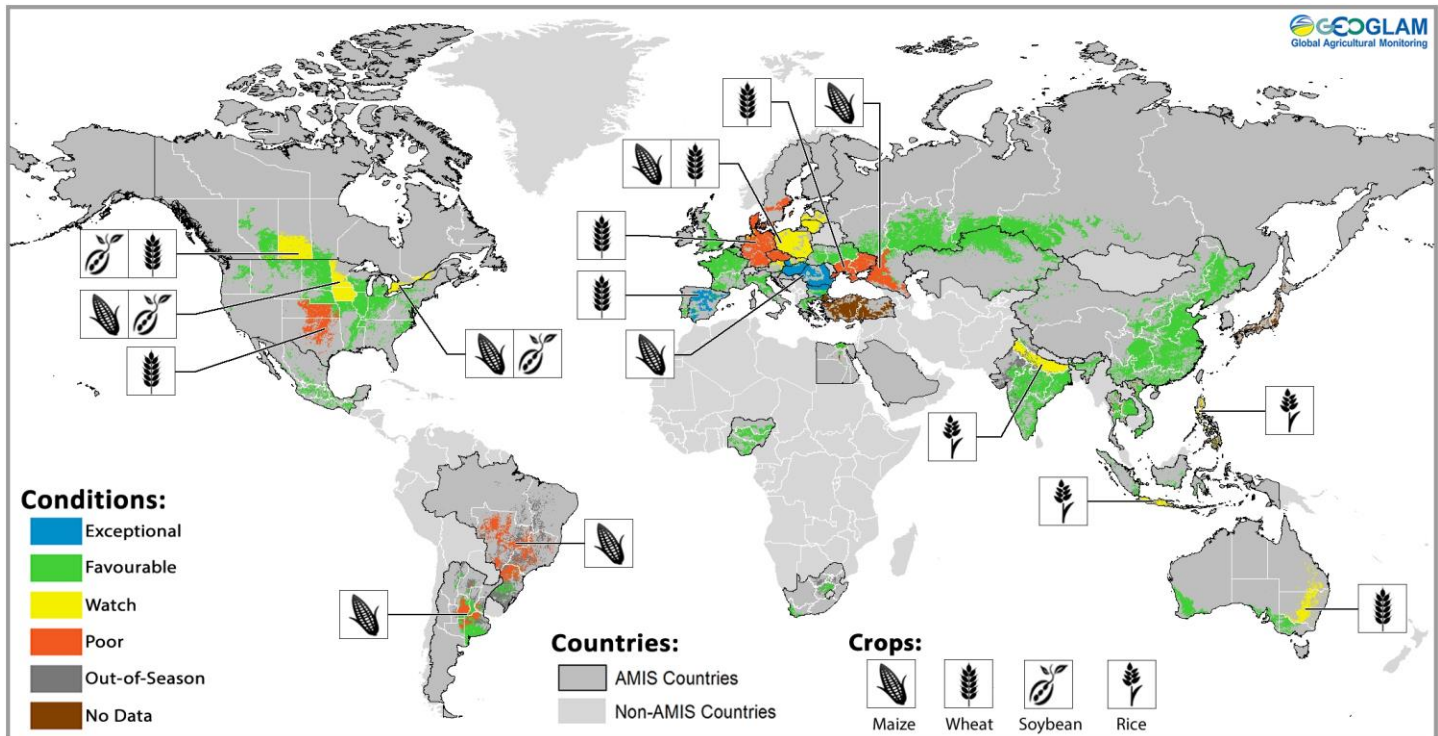 GEOGLAM
Global Agricultural Monitoring
Conditions:
Exceptional
Favourable
Watch
Poor
Out-of-Season
No Data
Countries:
AMIS Countries
Non-AMIS Countries
Crops:
Maize
Wheat
Soybean
Rice